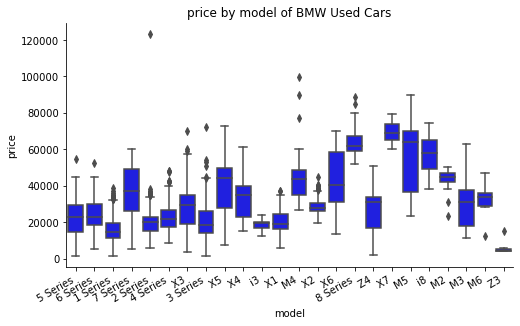 price by model of BMW Used Cars
120000
100000
80000
60000
40000
20000
0
price
5 Series
6 Series
1 Series
7 Series
2 Series
4 Series
X3
3 Series
X5
X4
i3
X1
M4
X2
X6
8 Series
Z4
X7
M5
i8
M2
M3
M6
Z3
model